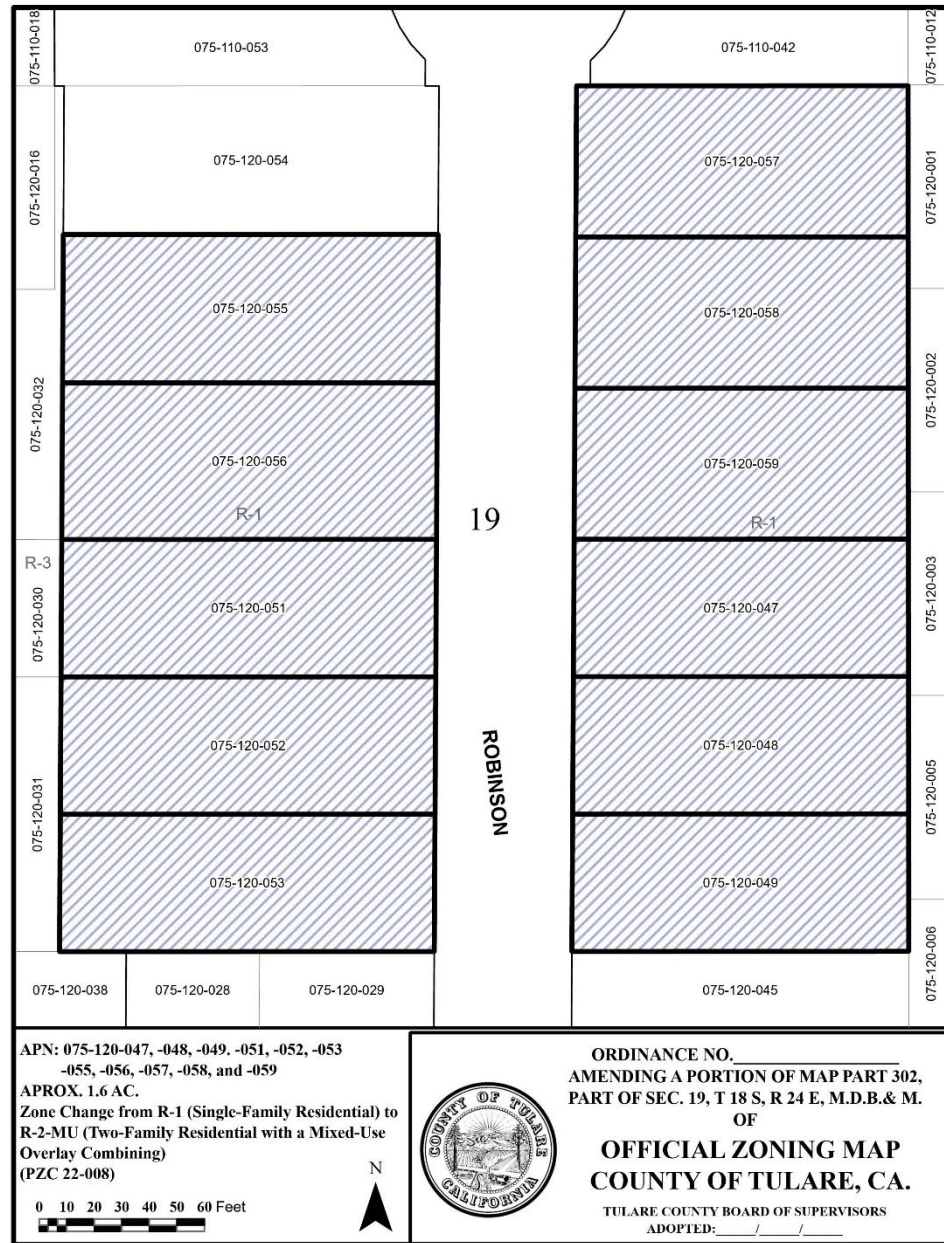 075-110-018
075-110-053
075-110-042
075-110-012
075-120-016
075-120-054
075-120-057
075-120-001
075-120-055
075-120-058
075-120-032
075-120-002
075-120-056
075-120-059
R-1
19
R-1
R-3
075-120-030
075-120-051
075-120-047
075-120-003
075-120-052
ROBINSON
075-120-048
075-120-031
075-120-005
075-120-053
075-120-049
075-120-006
075-120-038
075-120-028
075-120-029
075-120-045
APN: 075-120-047, -048, -049. -051, -052, -053
-055, -056, -057, -058, and -059
APROX. 1.6 AC.
Zone Change from R-1 (Single-Family Residential) to
R-2-MU (Two-Family Residential with a Mixed-Use
Overlay Combining)
(PZC 22-008)
N
0 10 20 30 40 50 60 Feet
COUNTY OF TULARE
CALIFORNIA
ORDINANCE NO.__________________
AMENDING A PORTION OF MAP PART 302,
PART OF SEC. 19, T 18 S, R 24 E, M.D.B.& M.
OF
OFFICIAL ZONING MAP
COUNTY OF TULARE, CA.
TULARE COUNTY BOARD OF SUPERVISORS
ADOPTED:_____/_____/_____